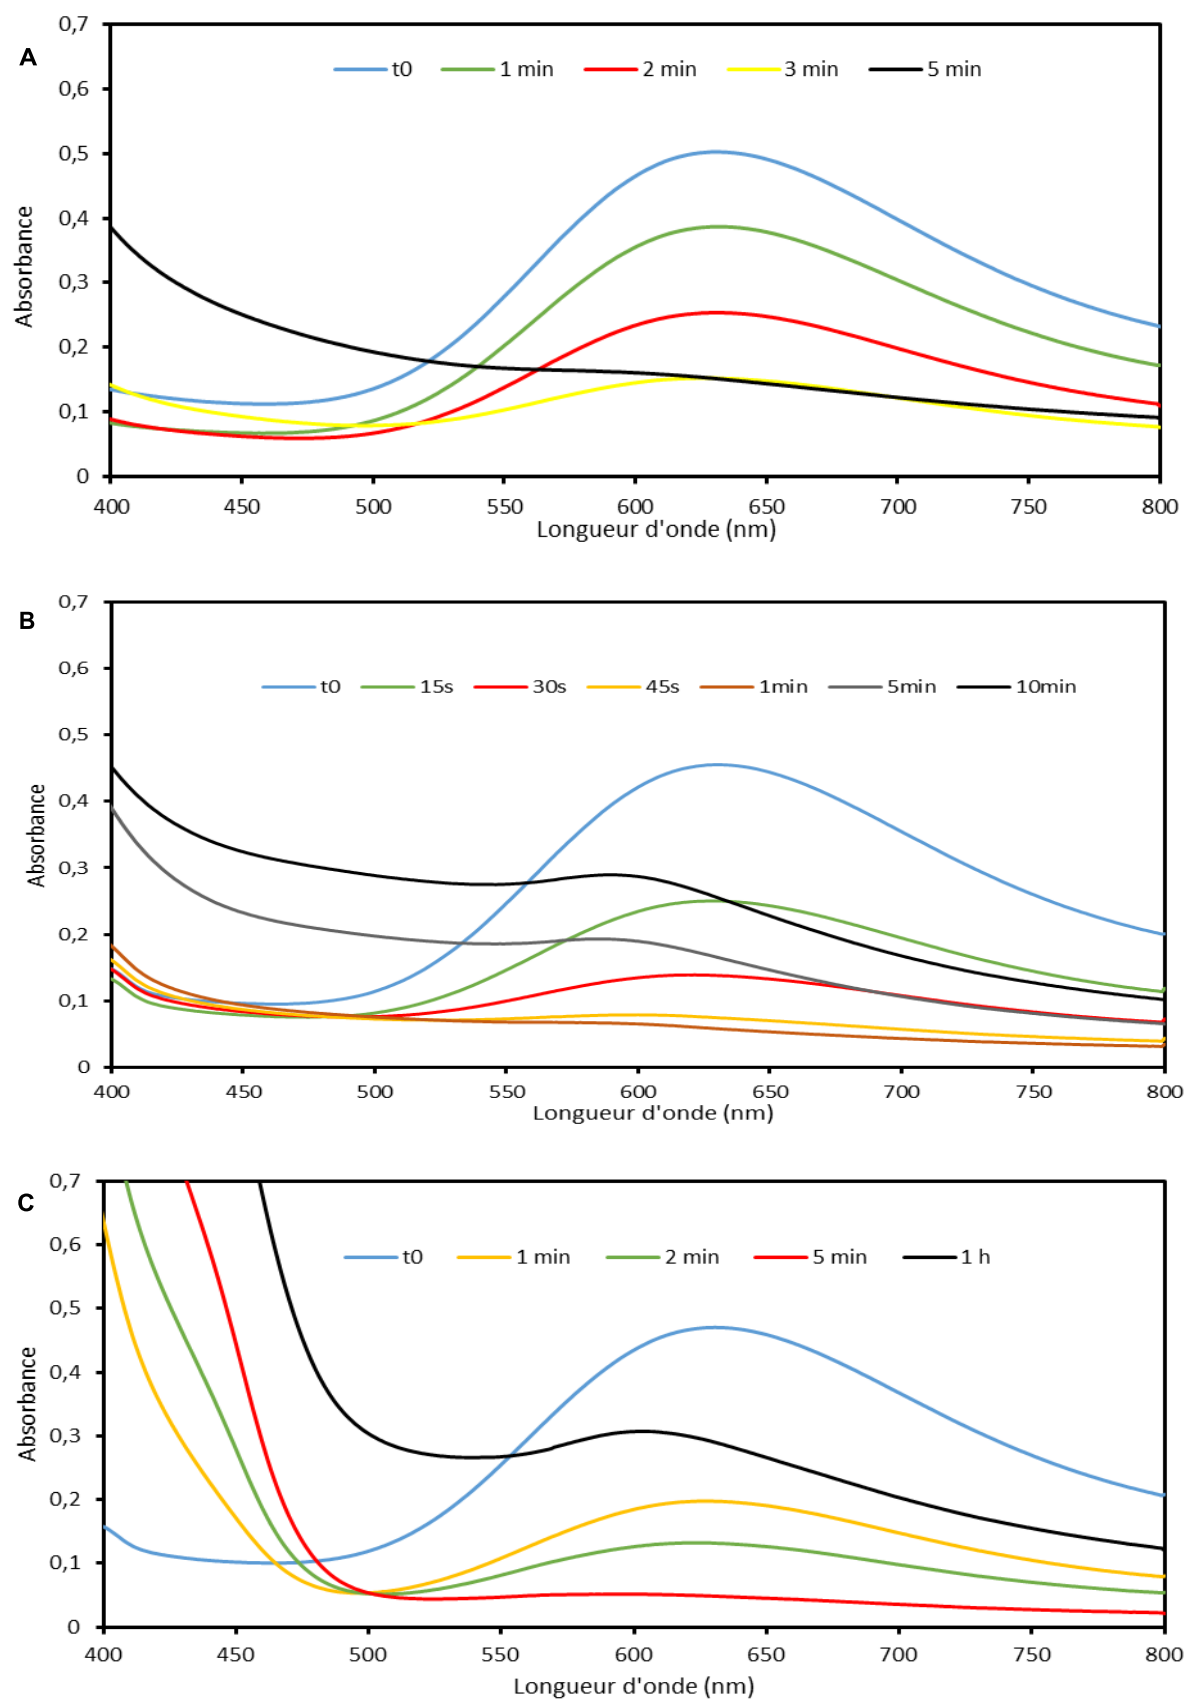 A
0,7
0,6
0,5
0,4
0,3
0,2
0,1
0
Absorbance
t0 1 min 2 min 3 min 5 min
400 450 500 550 600 650 700 750 800
Longueur d'onde (nm)
B
0,7
0,6
0,5
0,4
0,3
0,2
0,1
0
Absorbance
t0 15s 30s 45s 1min 5min 10min
400 450 500 550 600 650 700 750 800
Longueur d'onde (nm)
C
0,7
0,6
0,5
0,4
0,3
0,2
0,1
0
Absorbance
t0 1 min 2 min 5 min 1 h
400 450 500 550 600 650 700 750 800
Longueur d'onde (nm)